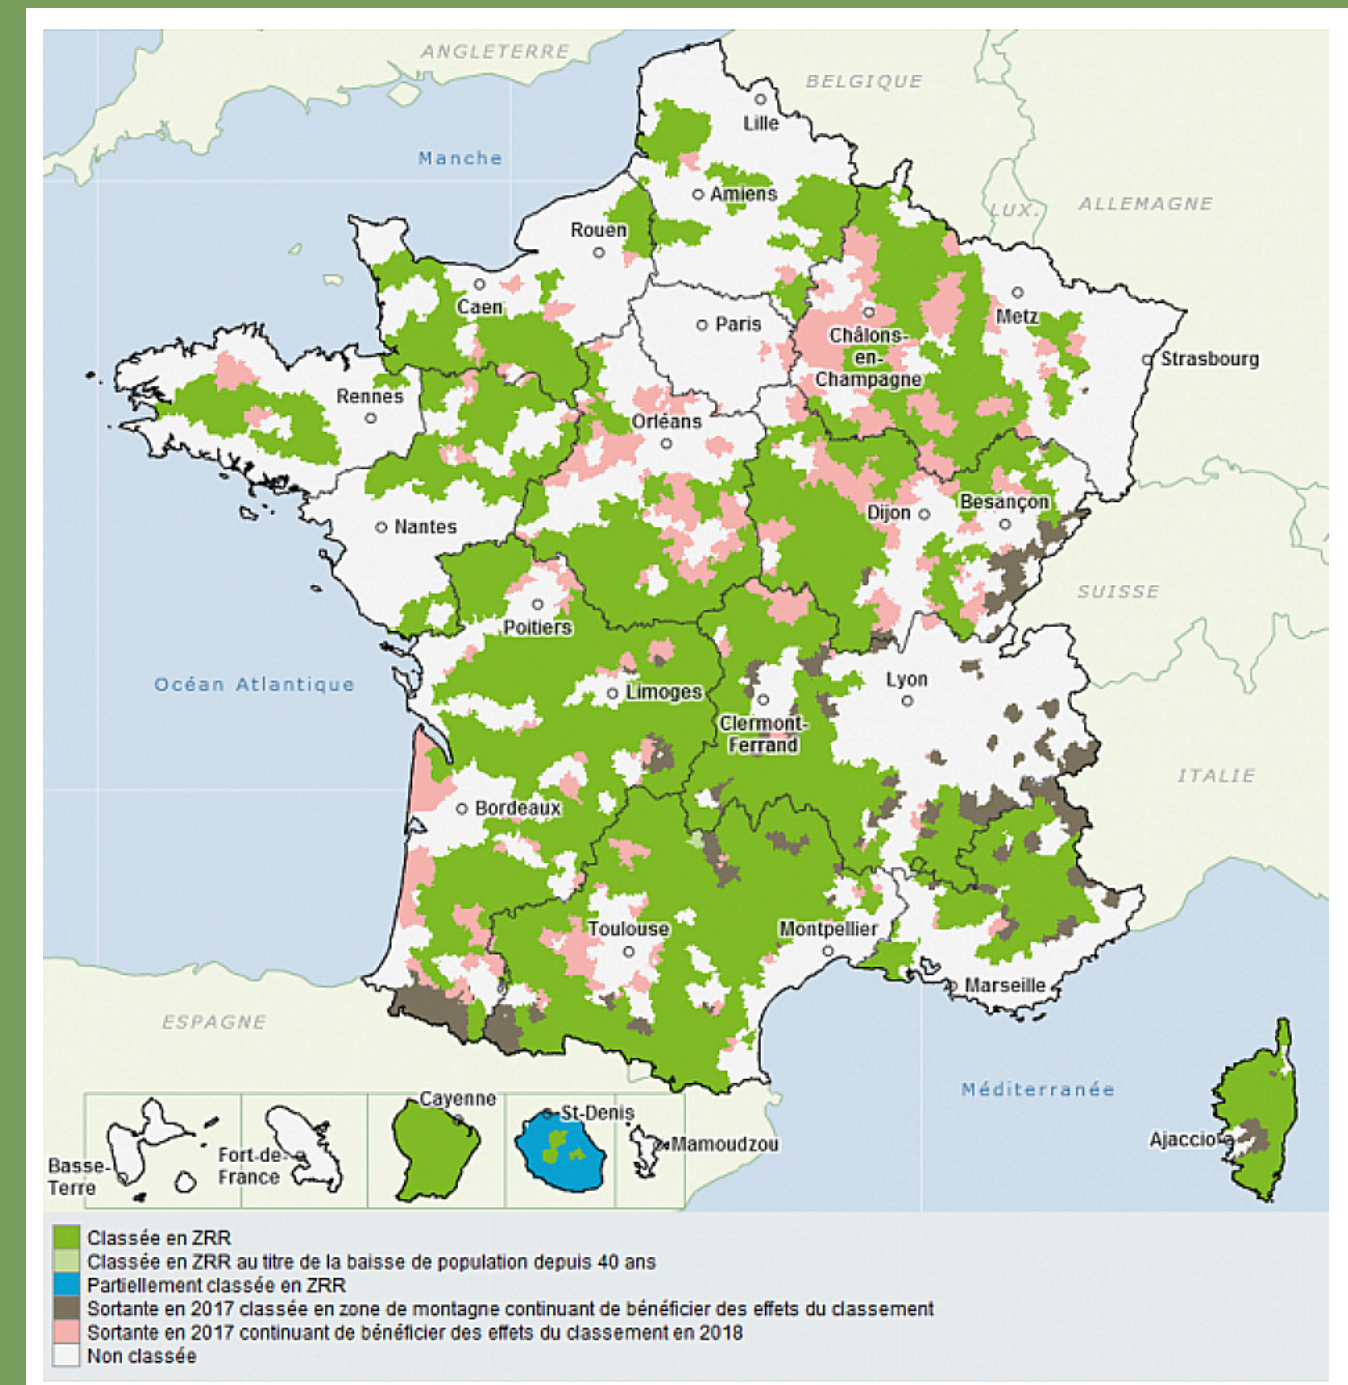 ANGLETERRE
BELGIQUE
Lille
Manche
Amiens
LUX.
ALLEMAGNE
Rouen
Caen
Paris
Metz
Châlons-
en-
Champagne
Strasbourg
Rennes
Orléans
Nantes
Dijon
Besançon
SUISSE
Poitiers
Océan Atlantique
Limoges
Lyon
Clermont-
Ferrand
ITALIE
Bordeaux
Toulouse
Montpellier
Marseille
ESPAGNE
Méditerranée
Ajaccio
Cayenne
St-Denis
Mamoudzou
Fort-de-
France
Basse-
Terre
Classée en ZRR
Classée en ZRR au titre de la baisse de population depuis 40 ans
Partiellement classée en ZRR
Sortante en 2017 classée en zone de montagne continuant de bénéficier des effets du classement
Sortante en 2017 continuant de bénéficier des effets du classement en 2018
Non classée